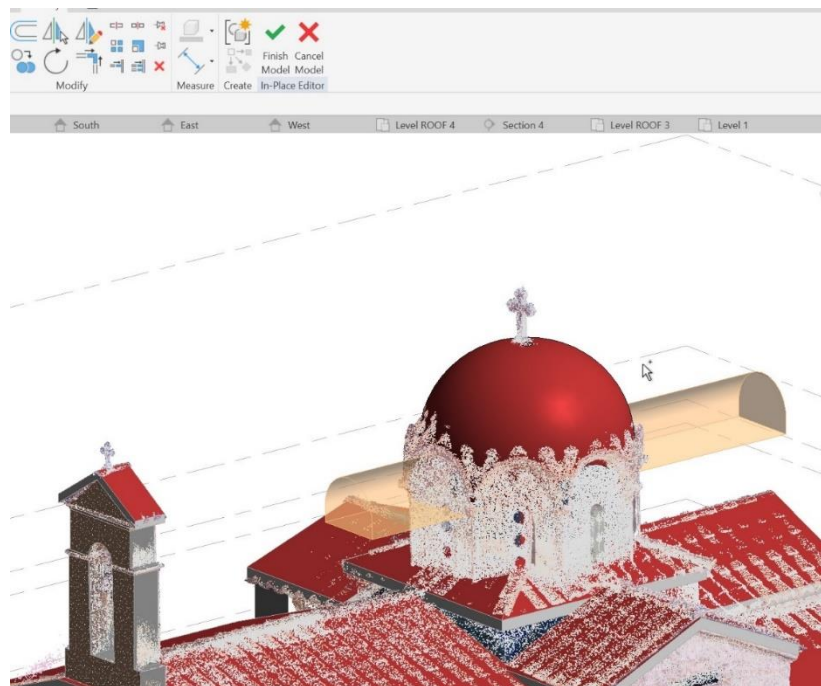 Finish Cancel
Model Model
Modify Measure Create In-Place Editor
South East West Level ROOF 4 Section 4 Level ROOF 3 Level 1